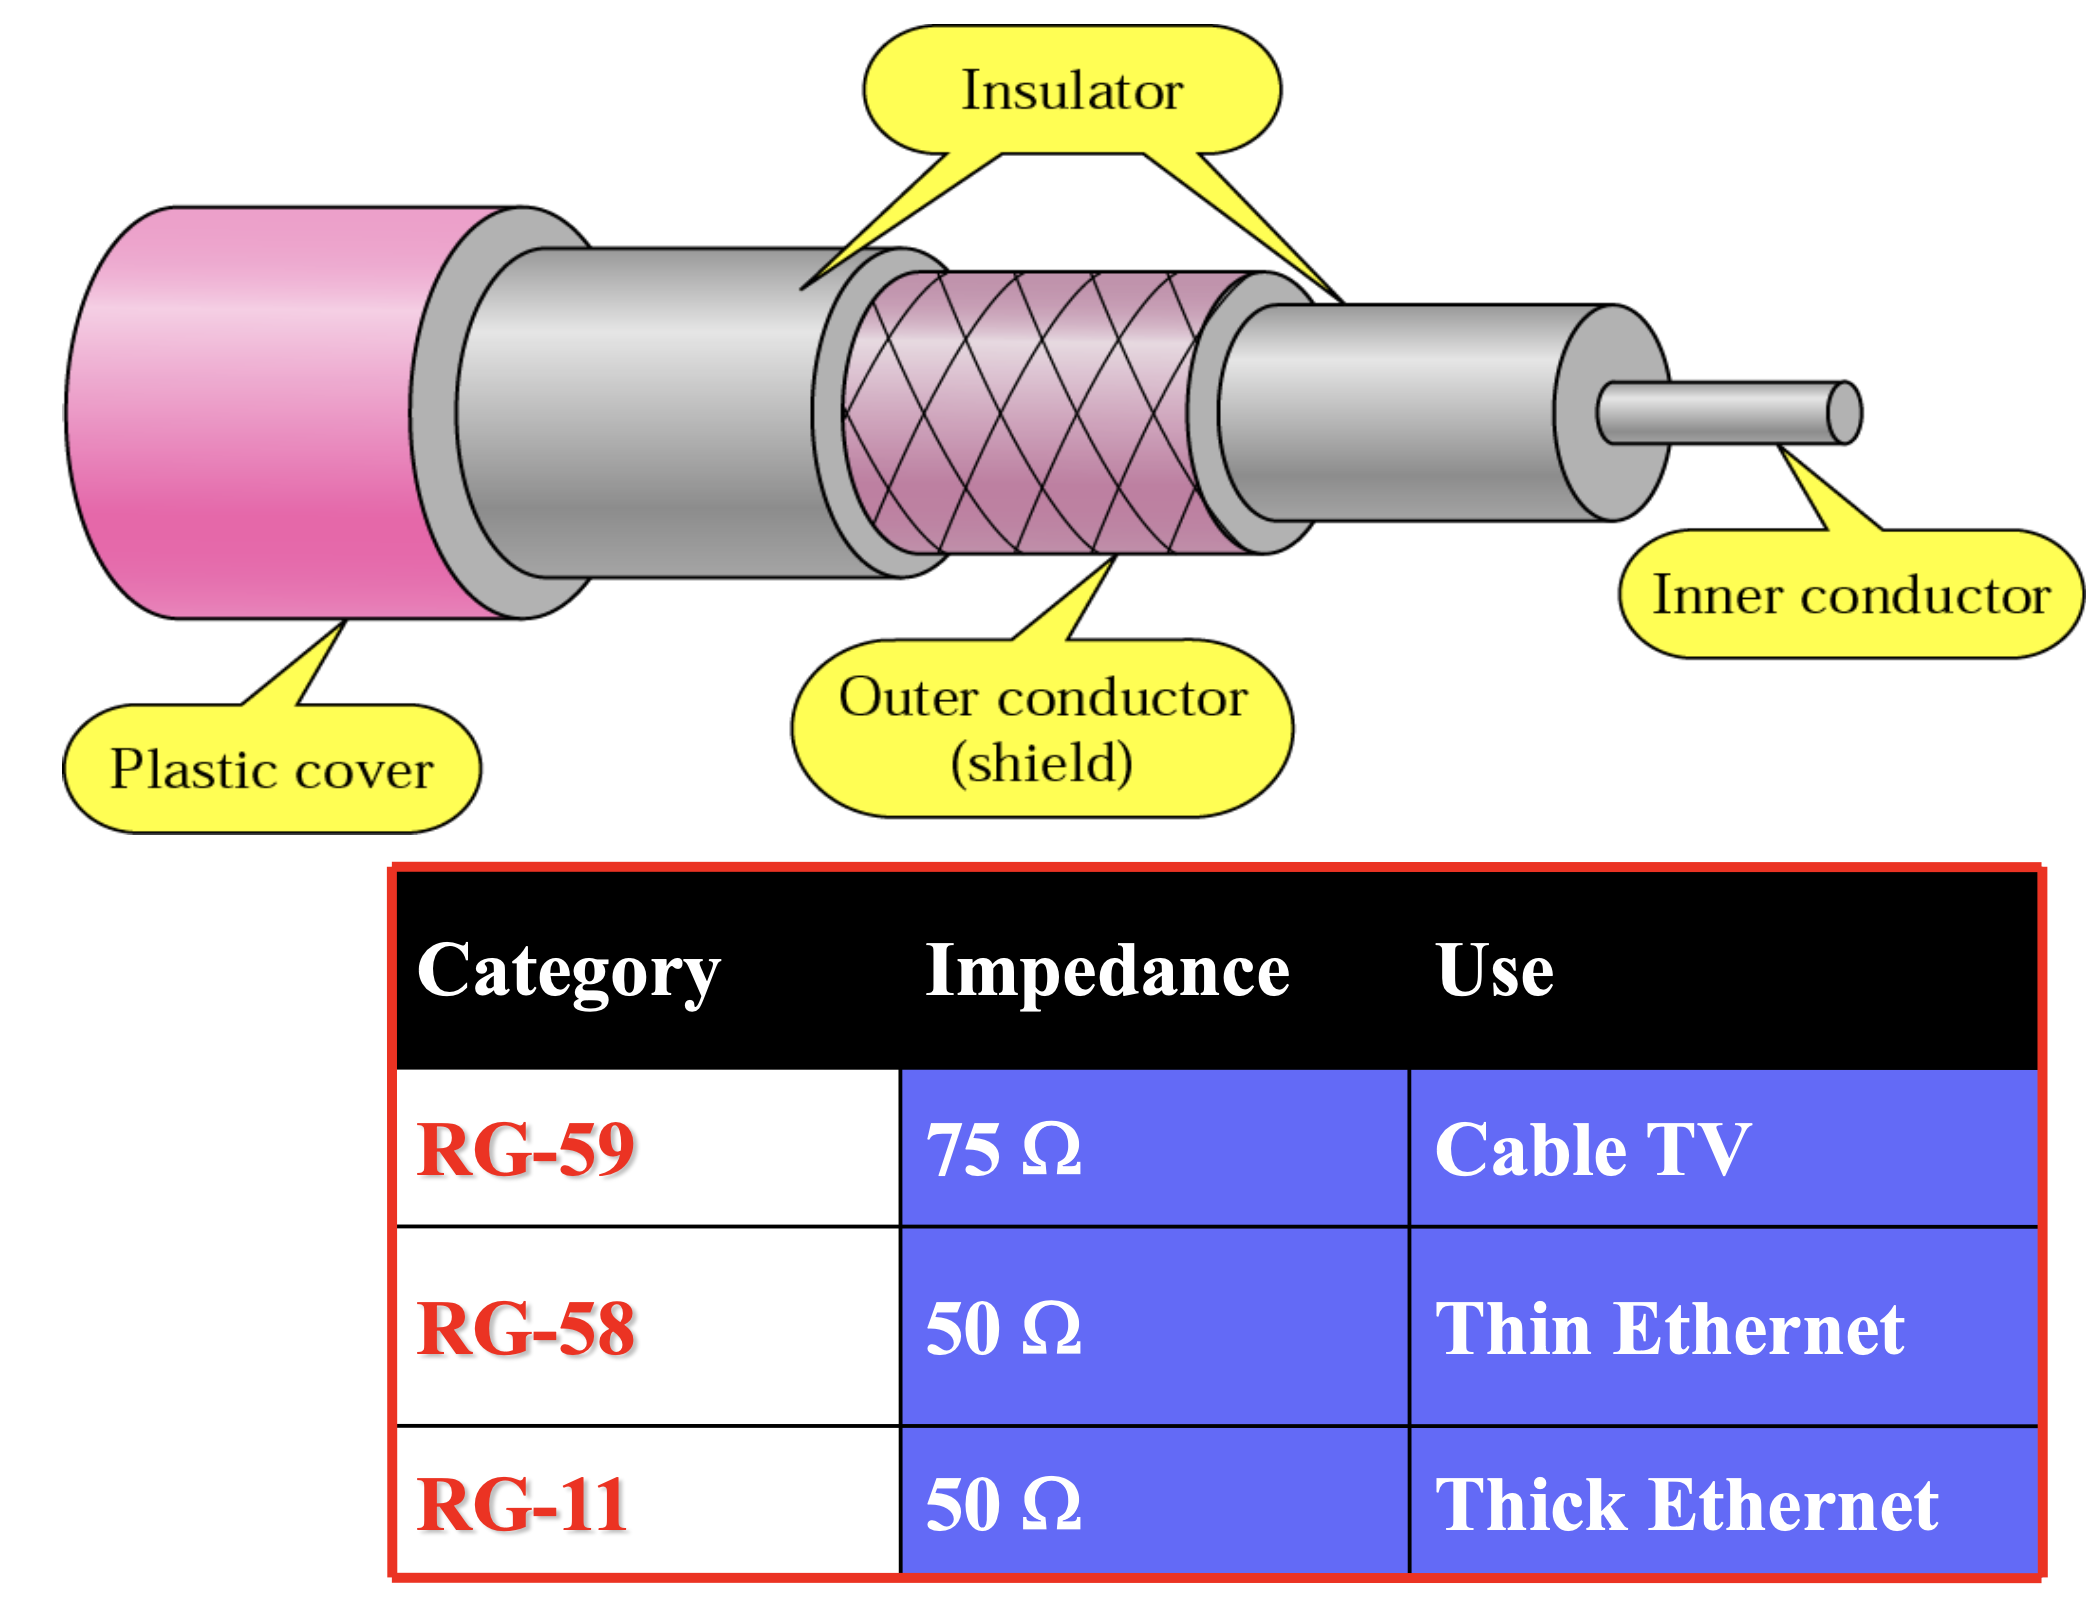 Insulator
Inner conductor
Outer conductor
(shield)
Plastic cover
Category Impedance Use
RG-59 75 Ω Cable TV
RG-58 50 Ω Thin Ethernet
RG-11 50 Ω Thick Ethernet